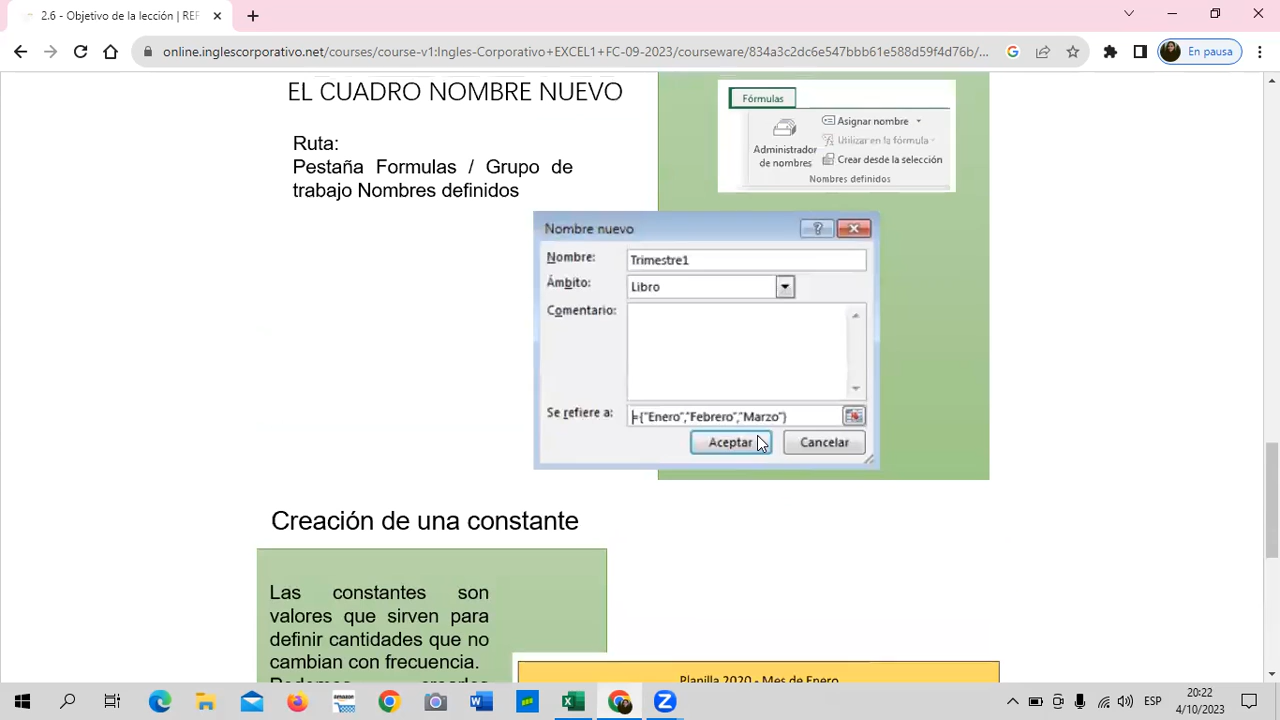 2.6 - Objetivo de la lección | REF
online.inglescorporativo.net/courses/course-v1:Ingles-Corporativo+EXCEL1+FC-09-2023/courseware/834a3c2dc6e547bbb61e588d59f4d76b/...
En pausa
EL CUADRO NOMBRE NUEVO
Ruta:
Pestaña Formulas / Grupo de
trabajo Nombres definidos
Fórmulas
Administrador
de nombres
Asignar nombre
Utilizar en la fórmula
Crear desde la selección
Nombres definidos
Nombre nuevo
Nombre: Trimestre1
Ámbito: Libro
Comentario:
Se refiere a: ={"Enero","Febrero","Marzo"}
Aceptar Cancelar
Creación de una constante
Las constantes son
valores que sirven para
definir cantidades que no
cambian con frecuencia.
Planilla 2020 - Mes de Enero
amazon
ESP
20:22
4/10/2023